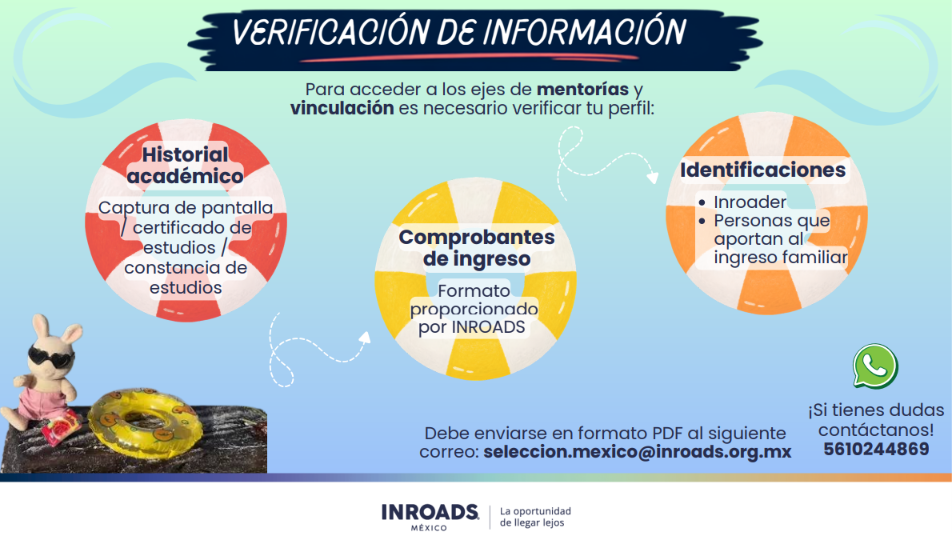 VERIFICACIÓN DE INFORMACIÓN
Para acceder a los ejes de mentorías y
vinculación es necesario verificar tu perfil:
Historial
académico
Captura de pantalla
/ certificado de
estudios /
constancia de
estudios
Comprobantes
de ingreso
Formato
proporcionado
por INROADS
Identificaciones
• Inroader
• Personas que
aportan al
ingreso familiar
¡Si tienes dudas
contáctanos!
5610244869
Debe enviarse en formato PDF al siguiente
correo: seleccion.mexico@inroads.org.mx
INROADS
MÉXICO
La oportunidad
de llegar lejos